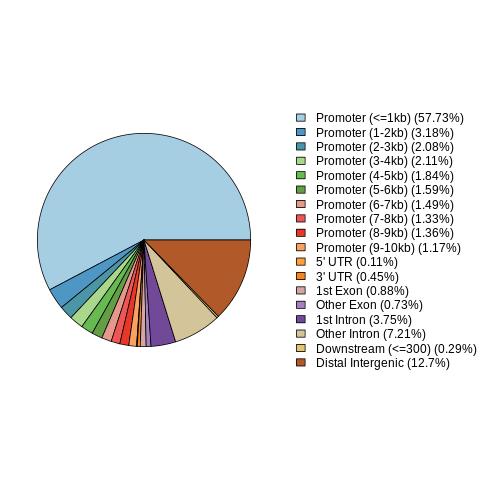 Promoter (<=1kb) (57.73%)
Promoter (1-2kb) (3.18%)
Promoter (2-3kb) (2.08%)
Promoter (3-4kb) (2.11%)
Promoter (4-5kb) (1.84%)
Promoter (5-6kb) (1.59%)
Promoter (6-7kb) (1.49%)
Promoter (7-8kb) (1.33%)
Promoter (8-9kb) (1.36%)
Promoter (9-10kb) (1.17%)
5' UTR (0.11%)
3' UTR (0.45%)
1st Exon (0.88%)
Other Exon (0.73%)
1st Intron (3.75%)
Other Intron (7.21%)
Downstream (<=300) (0.29%)
Distal Intergenic (12.7%)